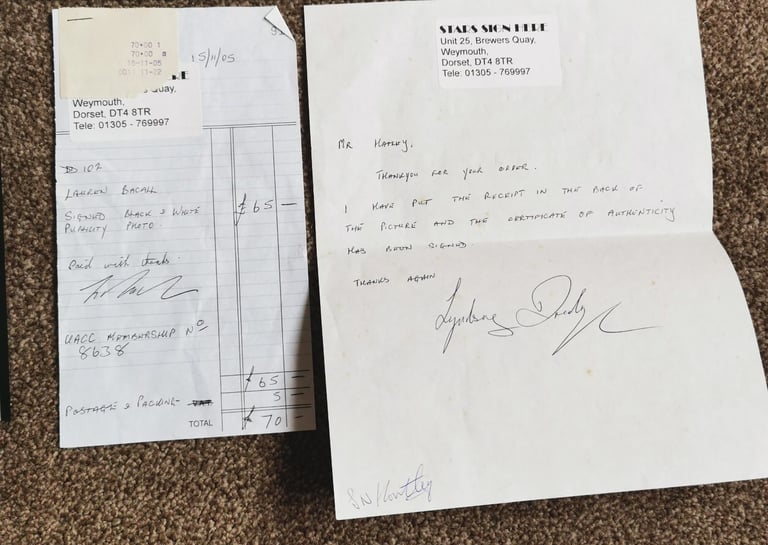 70•00 1
70•00
15-11-05
15/11/05
Quay,
Weymouth,
Dorset, DT4 8TR
Tele: 01305 - 769997
102
LAUREN BACALL
SIGNED BLACK & WHITE £65 —
PUBLICITY PHOTO.
Paid with thanks.
UACC MEMBERSHIP Nº
8638
£65 —
POSTAGE & PACKING VAT 5 —
TOTAL £70 —
STARS SIGN HERE
Unit 25, Brewers Quay,
Weymouth,
Dorset, DT4 8TR
Tele: 01305 - 769997
MR
THANKYOU FOR YOUR ORDER.
I HAVE PUT THE RECEIPT IN THE BACK OF
THE PICTURE AND THE CERTIFICATE OF AUTHENTICITY
HAS BEEN SIGNED.
THANKS AGAIN
Lyndsay